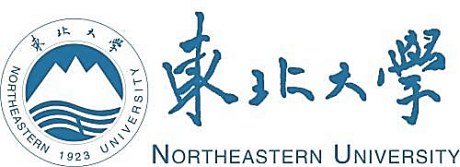 東北大學
NORTHEASTERN 1923 UNIVERSITY
東北大學
NORTHEASTERN UNIVERSITY